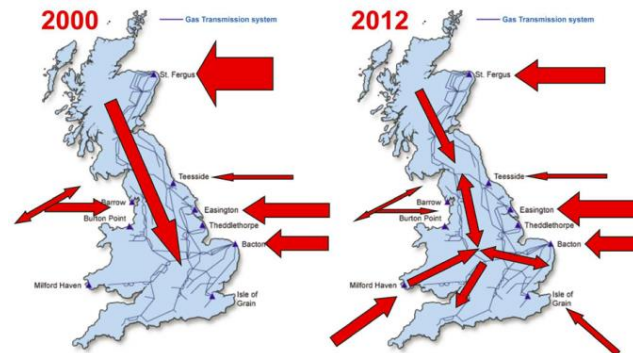 2000
Gas Transmission system
St. Fergus
Teesside
Barrow
Easington
Burton Point
Theddlethorpe
Bacton
Milford Haven
Isle of
Grain
2012
Gas Transmission system
St. Fergus
Teesside
Barrow
Easington
Burton Point
Theddlethorpe
Bacton
Milford Haven
Isle of
Grain